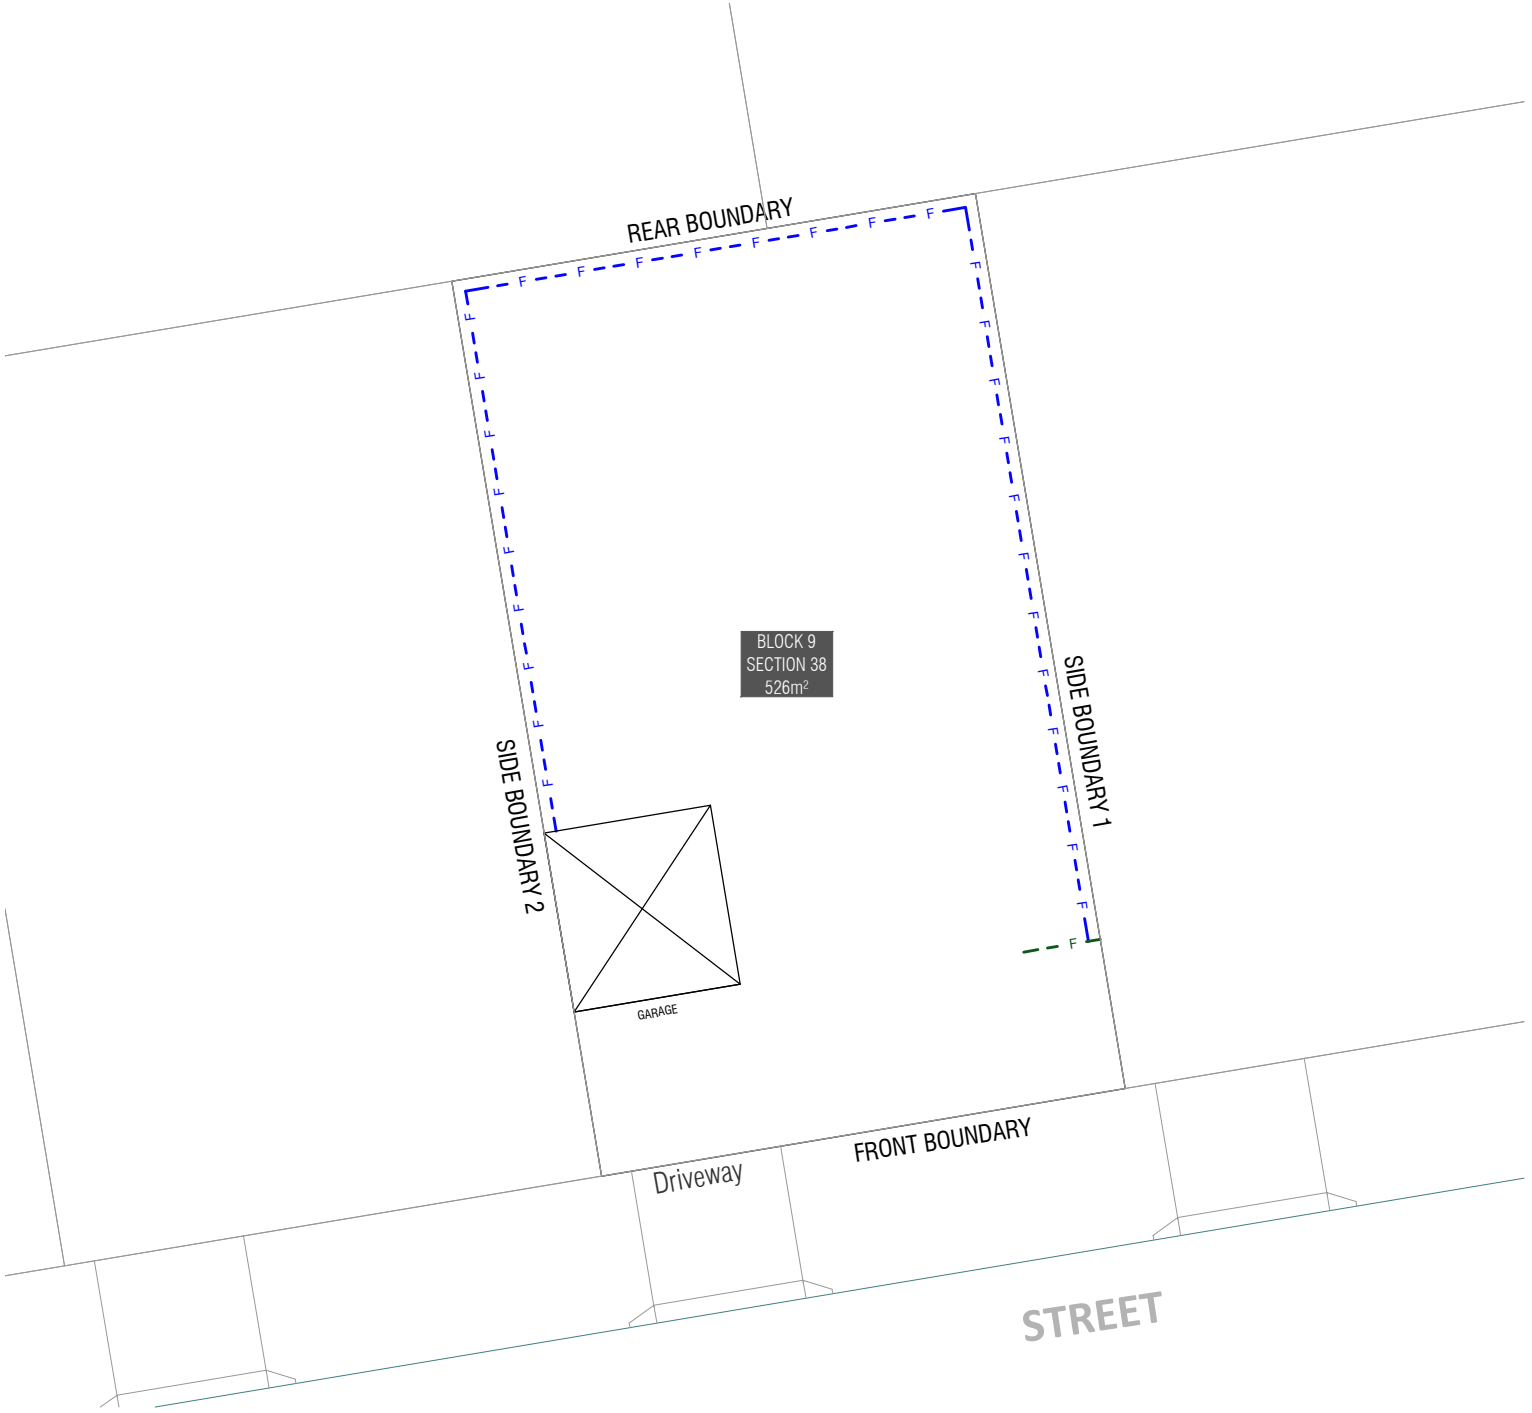 REAR BOUNDARY
F F F F F F F F
F F F F F F F F F
F F F F F F F F F F F F
BLOCK 9
SECTION 38
526m²
SIDE BOUNDARY 1
SIDE BOUNDARY 2
F
GARAGE
FRONT BOUNDARY
Driveway
STREET